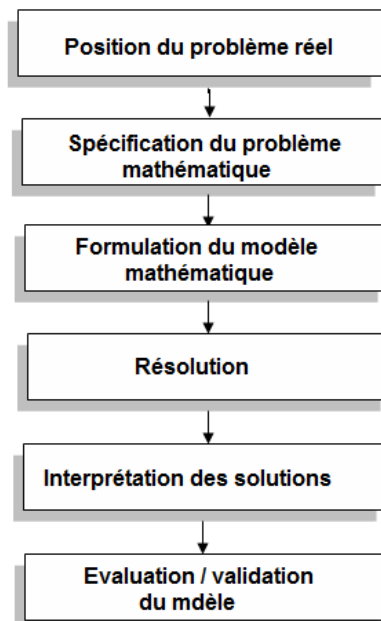 Position du problème réel
Spécification du problème
mathématique
Formulation du modèle
mathématique
Résolution
Interprétation des solutions
Evaluation / validation
du mdèle